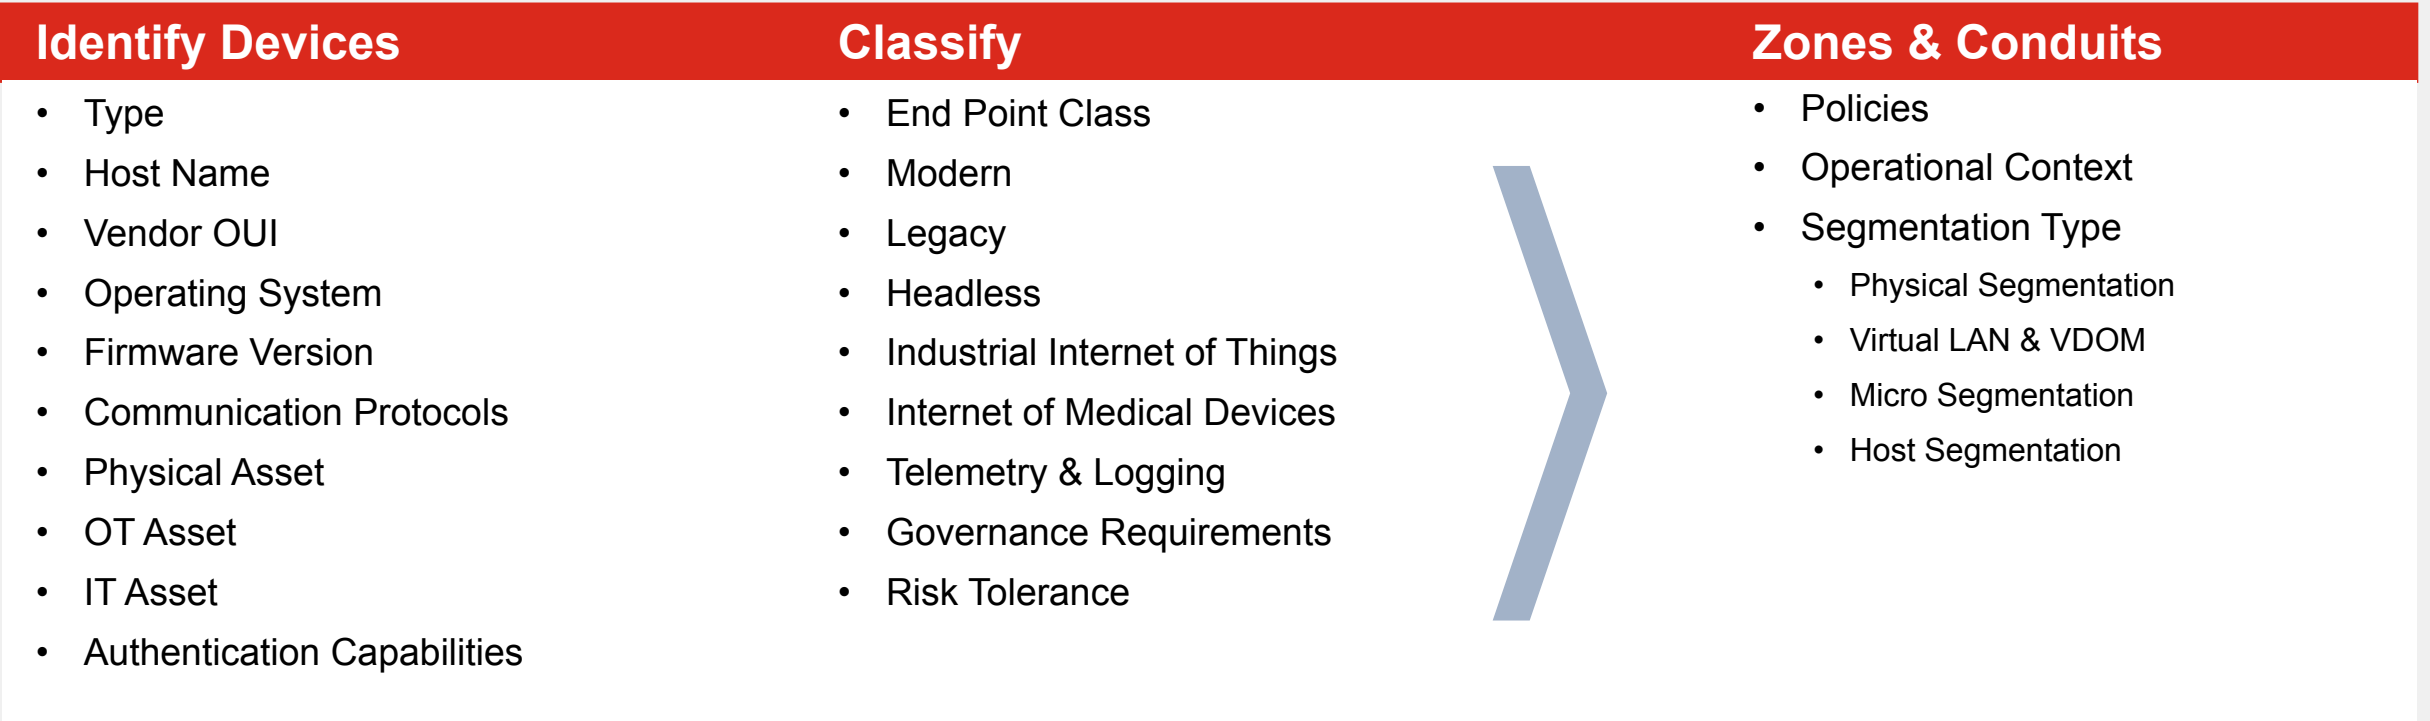 Identify Devices
• Type
• Host Name
• Vendor OUI
• Operating System
• Firmware Version
• Communication Protocols
• Physical Asset
• OT Asset
• IT Asset
• Authentication Capabilities
Classify
• End Point Class
• Modern
• Legacy
• Headless
• Industrial Internet of Things
• Internet of Medical Devices
• Telemetry & Logging
• Governance Requirements
• Risk Tolerance
Zones & Conduits
• Policies
• Operational Context
• Segmentation Type
• Physical Segmentation
• Virtual LAN & VDOM
• Micro Segmentation
• Host Segmentation